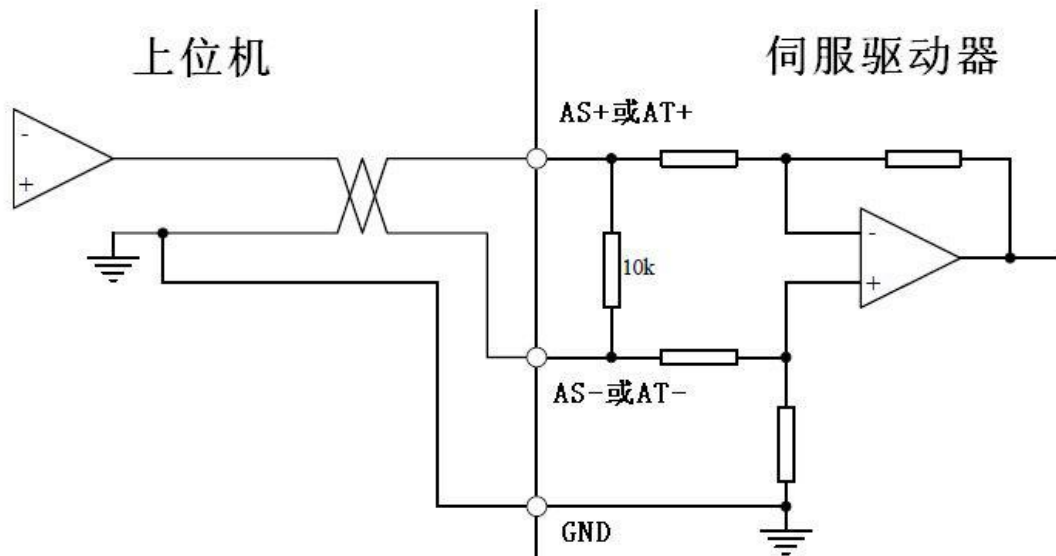 上位机
伺服驱动器
AS+或AT+
-
+
10k
-
+
AS-或AT-
GND